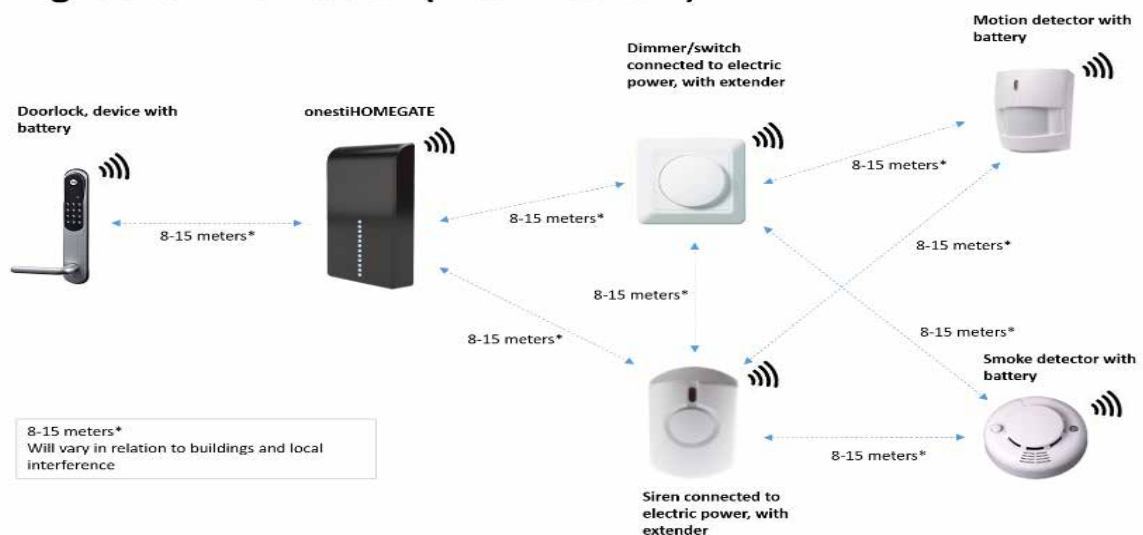 Motion detector with
battery
Dimmer/switch
connected to electric
power, with extender
Doorlock, device with
battery
onestiHOMEGATE
8-15 meters*
8-15 meters*
8-15 meters*
8-15 meters*
8-15 meters*
8-15 meters*
8-15 meters*
Smoke detector with
battery
8-15 meters*
8-15 meters*
Will vary in relation to buildings and local
interference
Siren connected to
electric power, with
extender